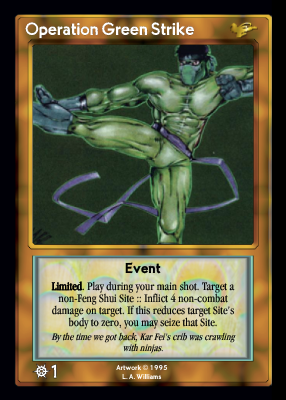 Operation Green Strike
Event
Limited. Play during your main shot. Target a
non-Feng Shui Site :: Inflict 4 non-combat
damage on target. If this reduces target Site's
body to zero, you may seize that Site.
By the time we got back, Kar Fei's crib was crawling
with ninjas.
Artwork © 1995
L. A. Williams
1